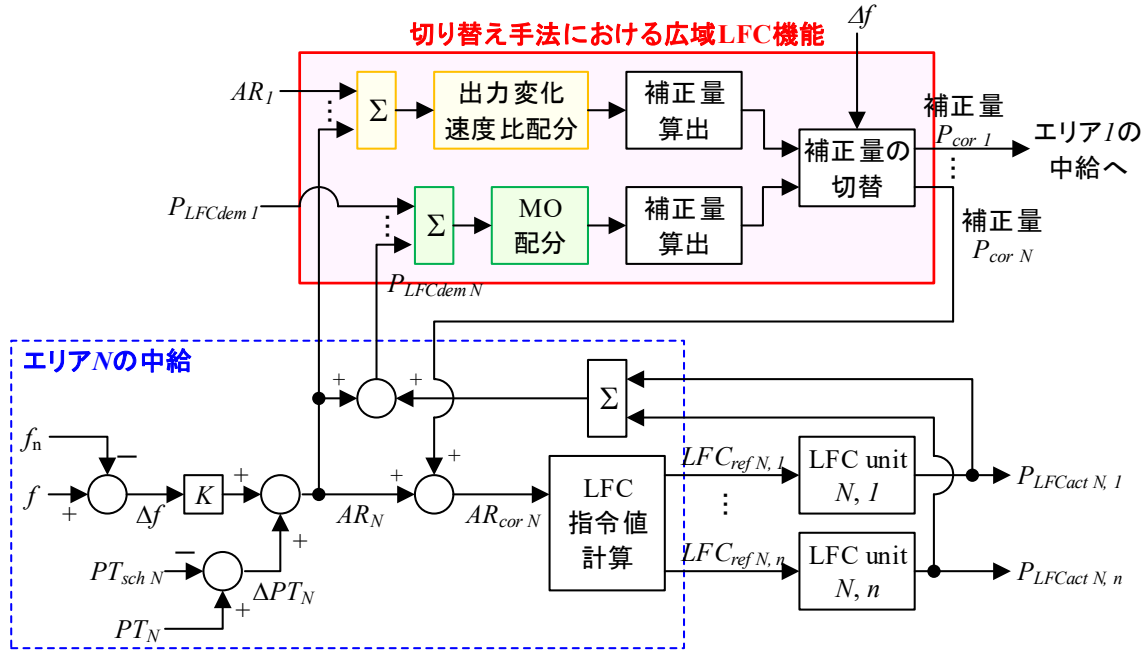 切り替え手法における広域LFC機能
Δf
AR1
⋮
Σ
出力変化
速度比配分
補正量
算出
補正量の
切替
補正量
Pcor 1
⋮
エリア1の
中給へ
PLFCdem 1
⋮
Σ
MO
配分
補正量
算出
補正量
Pcor N
PLFCdem N
エリアNの中給
+
+
Σ
fn
−
f
+
Δf
K
+
+
ARN
+
+
ARcor N
LFC
指令値
計算
LFCref N, 1
⋮
LFCref N, n
LFC unit
N, 1
⋮
LFC unit
N, n
PLFCact N, 1
PLFCact N, n
PTsch N
−
ΔPTN
+
PTN